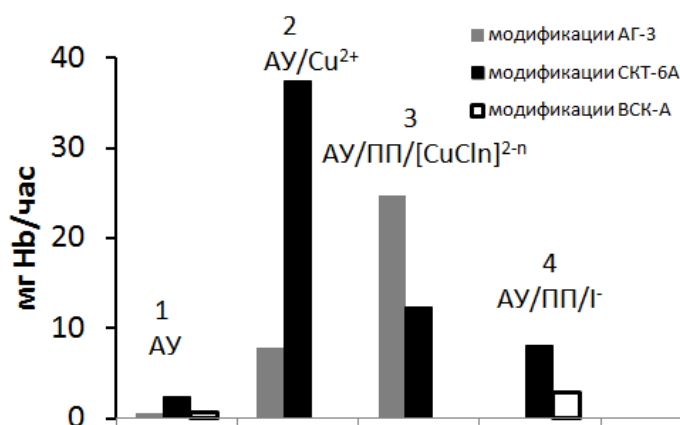 модификации АГ-3
модификации СКТ-6А
модификации ВСК-А
мг Hb/час
40
30
20
10
0
1
АУ
2
АУ/Cu²⁺
3
АУ/ПП/[CuCln]²⁻ⁿ
4
АУ/ПП/I⁻